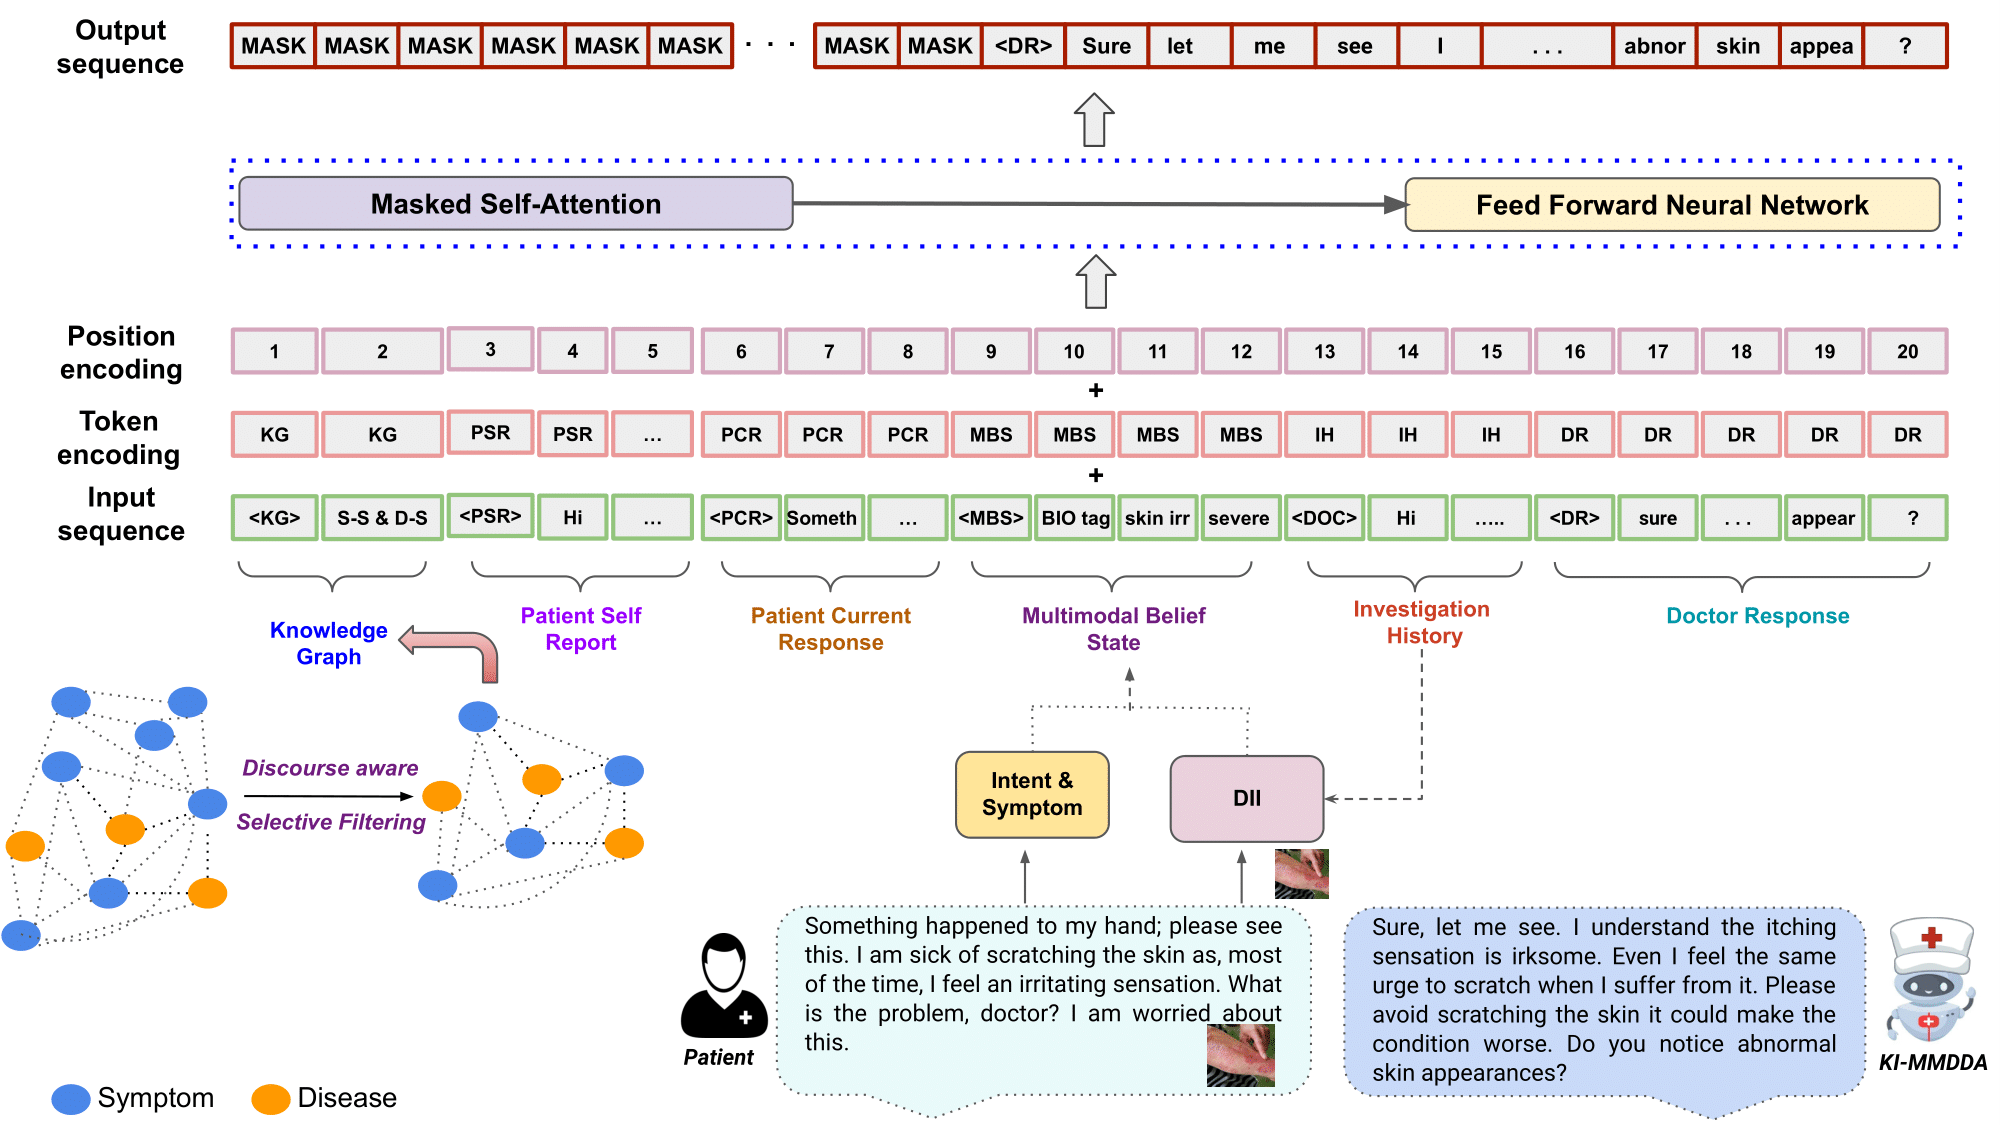 Output
sequence
MASK MASK MASK MASK MASK MASK . . . MASK MASK <DR> Sure let me see I . . . abnor skin appea ?
Masked Self-Attention
Feed Forward Neural Network
Position
encoding
1 2 3 4 5 6 7 8 9 10 11 12 13 14 15 16 17 18 19 20
+
Token
encoding
KG KG PSR PSR ... PCR PCR PCR MBS MBS MBS MBS IH IH IH DR DR DR DR DR
+
Input
sequence
<KG> S-S & D-S <PSR> Hi ... <PCR> Someth ... <MBS> BIO tag skin irr severe <DOC> Hi ..... <DR> sure . . . appear ?
Knowledge
Graph
Patient Self
Report
Patient Current
Response
Multimodal Belief
State
Investigation
History
Doctor Response
Discourse aware
Selective Filtering
Intent &
Symptom
DII
Something happened to my hand; please see
this. I am sick of scratching the skin as, most
of the time, I feel an irritating sensation. What
is the problem, doctor? I am worried about
this.
Patient
Sure, let me see. I understand the itching
sensation is irksome. Even I feel the same
urge to scratch when I suffer from it. Please
avoid scratching the skin it could make the
condition worse. Do you notice abnormal
skin appearances?
KI-MMDDA
Symptom
Disease